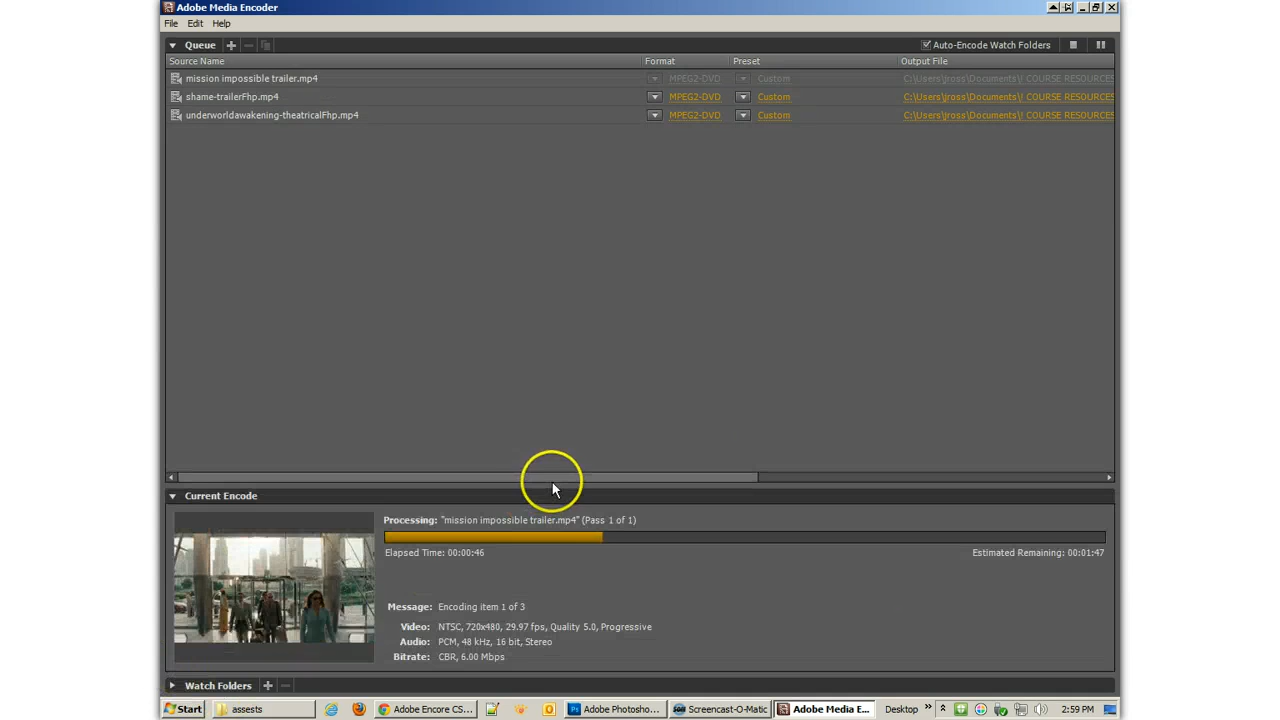 Adobe Media Encoder
File Edit Help
Queue
Auto-Encode Watch Folders
Source Name Format Preset Output File
mission impossible trailer.mp4 MPEG2-DVD Custom C:\Users\jross\Documents\! COURSE RESOURCES
shame-trailerFhp.mp4 MPEG2-DVD Custom C:\Users\jross\Documents\! COURSE RESOURCES
underworldawakening-theatricalFhp.mp4 MPEG2-DVD Custom C:\Users\jross\Documents\! COURSE RESOURCES
Current Encode
Processing: "mission impossible trailer.mp4" (Pass 1 of 1)
Elapsed Time: 00:00:46 Estimated Remaining: 00:01:47
Message: Encoding item 1 of 3
Video: NTSC, 720x480, 29.97 fps, Quality 5.0, Progressive
Audio: PCM, 48 kHz, 16 bit, Stereo
Bitrate: CBR, 6.00 Mbps
Watch Folders
Start assests Adobe Encore CS... Adobe Photosho... Screencast-O-Matic Adobe Media E... Desktop » 2:59 PM